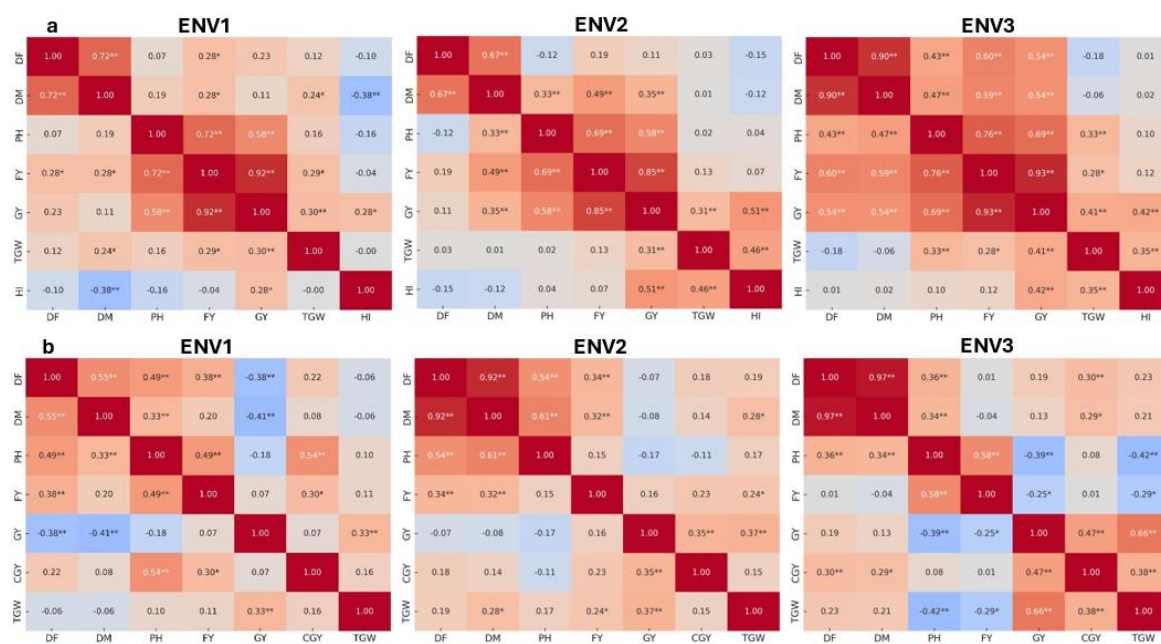 a ENV1 ENV2 ENV3
DF 1.00 0.72** 0.07 0.28* 0.23 0.12 -0.10 DF 1.00 0.67** -0.12 0.19 0.11 0.03 -0.15 DF 1.00 0.90** 0.43** 0.60** 0.54** -0.18 0.01
DM 0.72** 1.00 0.19 0.28* 0.11 0.24* -0.38** DM 0.67** 1.00 0.33** 0.49** 0.35** 0.01 -0.12 DM 0.90** 1.00 0.47** 0.59** 0.54** -0.06 0.02
PH 0.07 0.19 1.00 0.72** 0.58** 0.16 -0.16 PH -0.12 0.33** 1.00 0.69** 0.58** 0.02 0.04 PH 0.43** 0.47** 1.00 0.76** 0.69** 0.33** 0.10
FY 0.28* 0.28* 0.72** 1.00 0.92** 0.29* -0.04 FY 0.19 0.49** 0.69** 1.00 0.85** 0.13 0.07 FY 0.60** 0.59** 0.76** 1.00 0.93** 0.28* 0.12
GY 0.23 0.11 0.58** 0.92** 1.00 0.30** 0.28* GY 0.11 0.35** 0.58** 0.85** 1.00 0.31** 0.51** GY 0.54** 0.54** 0.69** 0.93** 1.00 0.41** 0.42**
TGW 0.12 0.24* 0.16 0.29* 0.30** 1.00 -0.00 TGW 0.03 0.01 0.02 0.13 0.31** 1.00 0.46** TGW -0.18 -0.06 0.33** 0.28* 0.41** 1.00 0.35**
HI -0.10 -0.38** -0.16 -0.04 0.28* -0.00 1.00 HI -0.15 -0.12 0.04 0.07 0.51** 0.46** 1.00 HI 0.01 0.02 0.10 0.12 0.42** 0.35** 1.00
DF DM PH FY GY TGW HI DF DM PH FY GY TGW HI DF DM PH FY GY TGW HI
b ENV1 ENV2 ENV3
DF 1.00 0.55** 0.49** 0.38** -0.38** 0.22 -0.06 DF 1.00 0.92** 0.54** 0.34** -0.07 0.18 0.19 DF 1.00 0.97** 0.36** 0.01 0.19 0.30** 0.23
DM 0.55** 1.00 0.33** 0.20 -0.41** 0.08 -0.06 DM 0.92** 1.00 0.61** 0.32** -0.08 0.14 0.28* DM 0.97** 1.00 0.34** -0.04 0.13 0.29* 0.21
PH 0.49** 0.33** 1.00 0.49** -0.18 0.54** 0.10 PH 0.54** 0.61** 1.00 0.15 -0.17 -0.11 0.17 PH 0.36** 0.34** 1.00 0.58** -0.39** 0.08 -0.42**
FY 0.38** 0.20 0.49** 1.00 0.07 0.30* 0.11 FY 0.34** 0.32** 0.15 1.00 0.16 0.23 0.24* FY 0.01 -0.04 0.58** 1.00 -0.25* 0.01 -0.29*
GY -0.38** -0.41** -0.18 0.07 1.00 0.07 0.33** GY -0.07 -0.08 -0.17 0.16 1.00 0.35** 0.37** GY 0.19 0.13 -0.39** -0.25* 1.00 0.47** 0.66**
CGY 0.22 0.08 0.54** 0.30* 0.07 1.00 0.16 CGY 0.18 0.14 -0.11 0.23 0.35** 1.00 0.15 CGY 0.30** 0.29* 0.08 0.01 0.47** 1.00 0.38**
TGW -0.06 -0.06 0.10 0.11 0.33** 0.16 1.00 TGW 0.19 0.28* 0.17 0.24* 0.37** 0.15 1.00 TGW 0.23 0.21 -0.42** -0.29* 0.66** 0.38** 1.00
DF DM PH FY GY CGY TGW DF DM PH FY GY CGY TGW DF DM PH FY GY CGY TGW